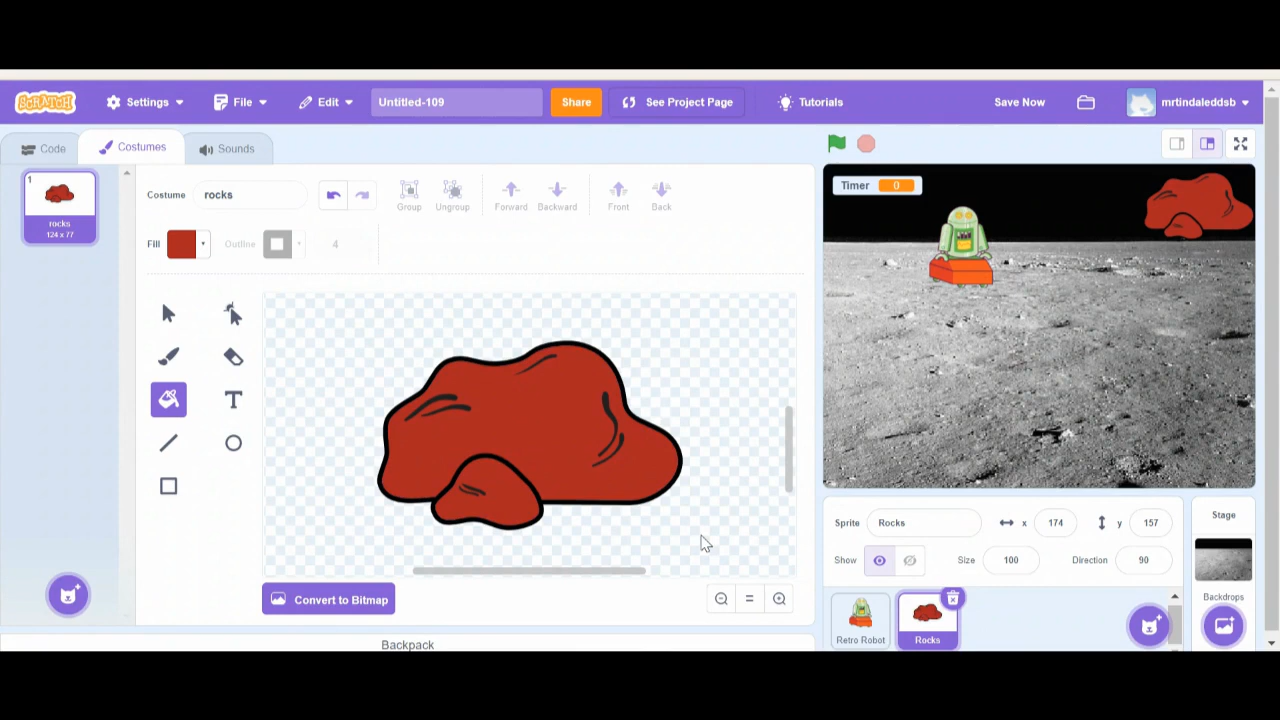 SCRATCH Settings File Edit Untitled-109 Share See Project Page Tutorials Save Now mrtindaleddsb
Code Costumes Sounds
1
rocks
124 x 77
Costume rocks Group Ungroup Forward Backward Front Back
Fill Outline 4
T
Convert to Bitmap
Backpack
Timer 0
Sprite Rocks x 174 y 157
Show Size 100 Direction 90
Retro Robot
Rocks
Stage
Backdrops